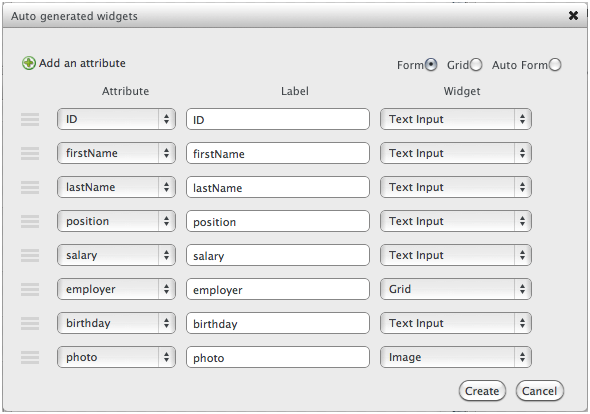 Auto generated widgets
Add an attribute Form Grid Auto Form
Attribute Label Widget
ID ID Text Input
firstName firstName Text Input
lastName lastName Text Input
position position Text Input
salary salary Text Input
employer employer Grid
birthday birthday Text Input
photo photo Image
Create Cancel